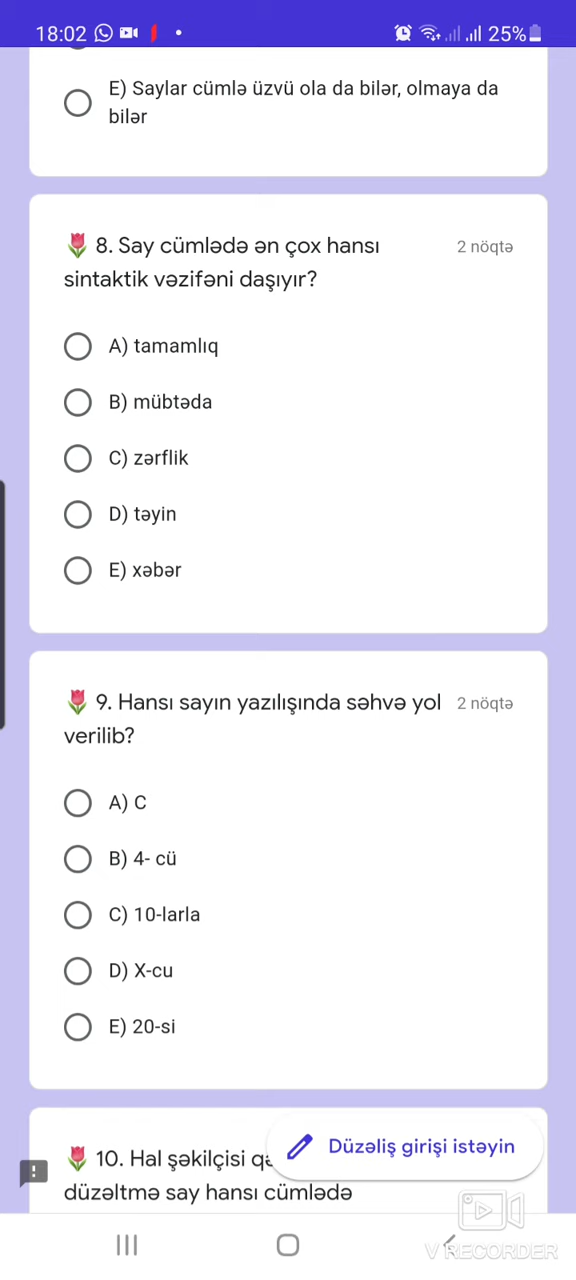 18:02
25%
E) Saylar cümlə üzvü ola da bilər, olmaya da
bilər
8. Say cümlədə ən çox hansı
2 nöqtə
sintaktik vəzifəni daşıyır?
A) tamamlıq
B) mübtəda
C) zərflik
D) təyin
E) xəbər
9. Hansı sayın yazılışında səhvə yol
2 nöqtə
verilib?
A) C
B) 4- cü
C) 10-larla
D) X-cu
E) 20-si
10. Hal şəkilçisi
Düzəliş girişi istəyin
düzəltmə say hansı cümlədə
V RECORDER